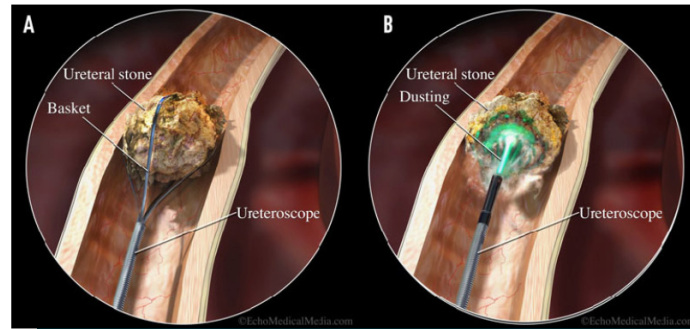 A
Ureteral stone
Basket
Ureteroscope
©EchoMedicalMedia.com
B
Ureteral stone
Dusting
Ureteroscope
©EchoMedicalMedia.com